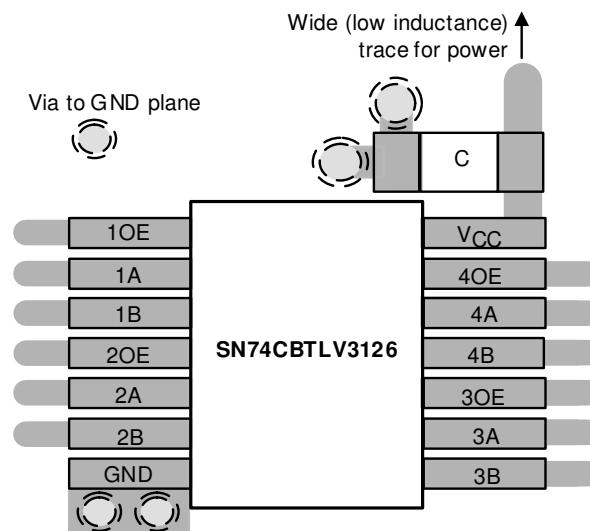 Wide (low inductance)
trace for power
Via to GND plane
C
1OE
1A
1B
2OE
2A
2B
GND
SN74CBTLV3126
VCC
4OE
4A
4B
3OE
3A
3B